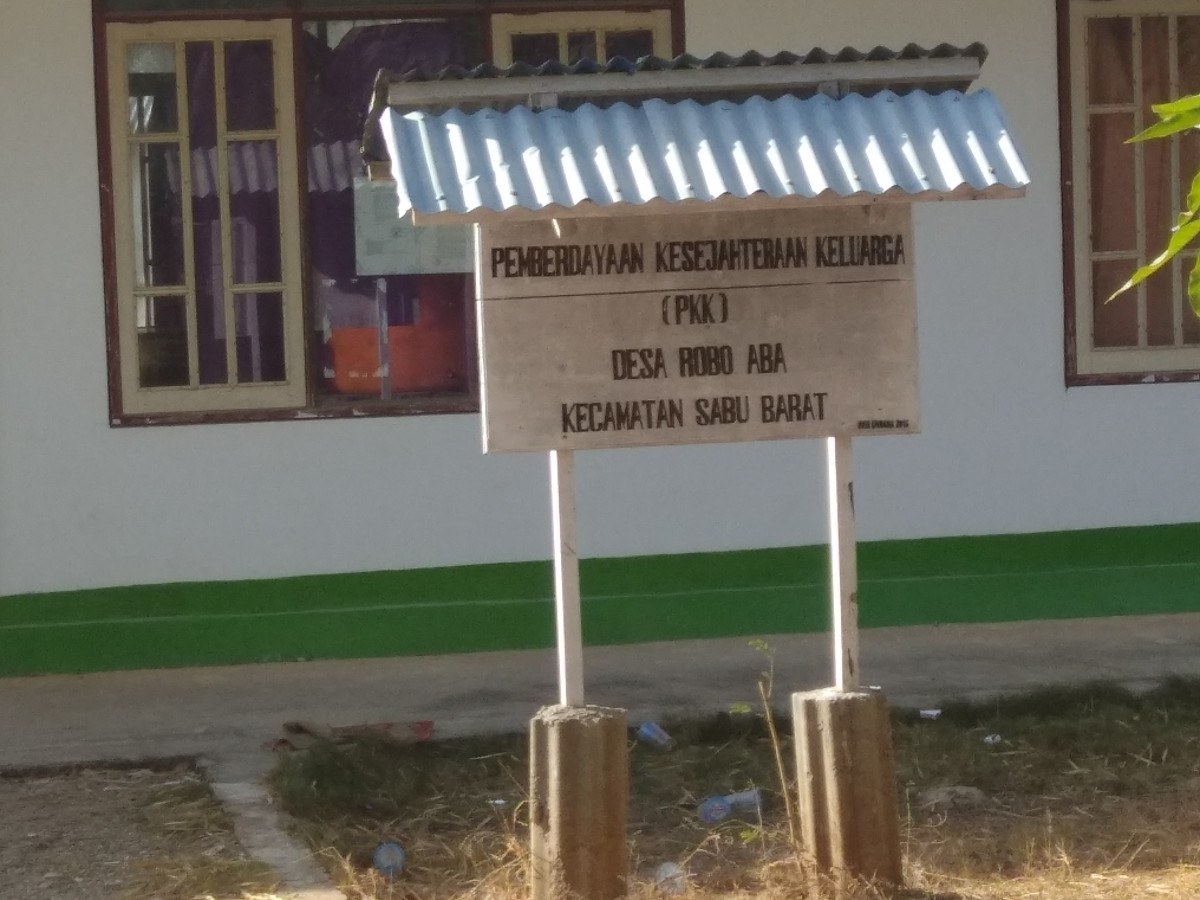 PEMBERDAYAAN KESEJAHTERAAN KELUARGA
(PKK)
DESA ROBO ABA
KECAMATAN SABU BARAT